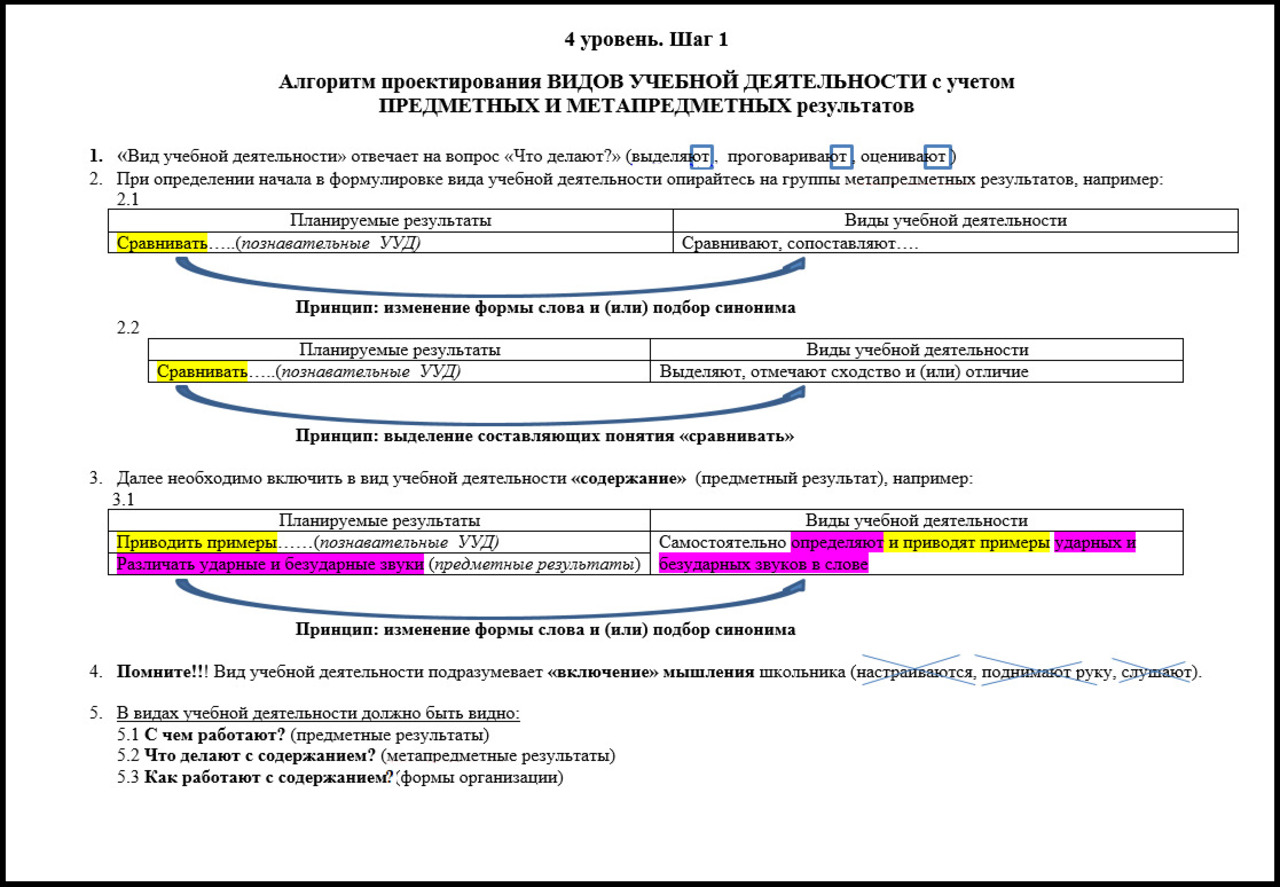 4 уровень. Шаг 1
Алгоритм проектирования ВИДОВ УЧЕБНОЙ ДЕЯТЕЛЬНОСТИ с учетом
ПРЕДМЕТНЫХ И МЕТАПРЕДМЕТНЫХ результатов
1. «Вид учебной деятельности» отвечает на вопрос «Что делают?» (выделяют, проговаривают, оценивают)
2. При определении начала в формулировке вида учебной деятельности опирайтесь на группы метапредметных результатов, например:
2.1
Планируемые результаты Виды учебной деятельности
Сравнивать…..(познавательные УУД) Сравнивают, сопоставляют….
Принцип: изменение формы слова и (или) подбор синонима
2.2
Планируемые результаты Виды учебной деятельности
Сравнивать…..(познавательные УУД) Выделяют, отмечают сходство и (или) отличие
Принцип: выделение составляющих понятия «сравнивать»
3. Далее необходимо включить в вид учебной деятельности «содержание» (предметный результат), например:
3.1
Планируемые результаты Виды учебной деятельности
Приводить примеры……(познавательные УУД) Самостоятельно определяют и приводят примеры ударных и
Различать ударные и безударные звуки (предметные результаты) безударных звуков в слове
Принцип: изменение формы слова и (или) подбор синонима
4. Помните!!! Вид учебной деятельности подразумевает «включение» мышления школьника (настраиваются, поднимают руку, слушают).
5. В видах учебной деятельности должно быть видно:
5.1 С чем работают? (предметные результаты)
5.2 Что делают с содержанием? (метапредметные результаты)
5.3 Как работают с содержанием? (формы организации)